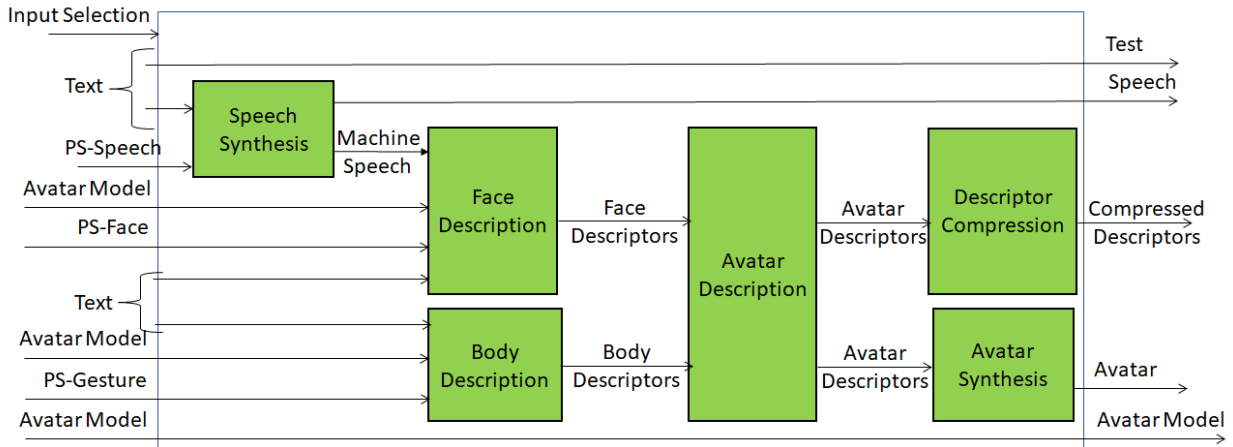 Input Selection
Test
Text
Speech
Speech
Synthesis
PS-Speech
Machine
Speech
Avatar Model
PS-Face
Face
Description
Face
Descriptors
Avatar
Description
Avatar
Descriptors
Descriptor
Compression
Compressed
Descriptors
Text
Avatar Model
PS-Gesture
Body
Description
Body
Descriptors
Avatar
Descriptors
Avatar
Synthesis
Avatar
Avatar Model
Avatar Model